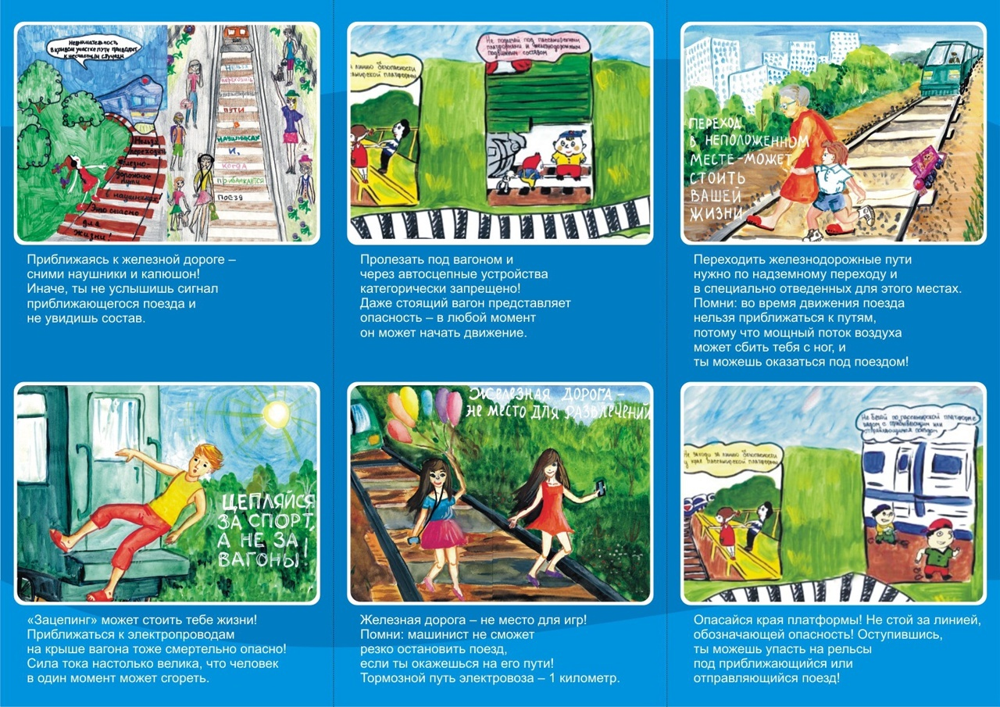 Невнимательность
в кривом участке пути приводит
к несчастным случаям
Нельзя
переходить
железно-
дорожные
пути
в наушниках
Это опасно
для
жизни!
Нельзя
переходить
пути
в
наушниках
и,
когда
приближается
поезд
Приближаясь к железной дороге –
сними наушники и капюшон!
Иначе, ты не услышишь сигнал
приближающегося поезда и
не увидишь состав.
линию безопасности
пассажирской платформы
Не подлезай под пассажирскими
платформами и железнодорожным
подвижным составом
Пролезать под вагоном и
через автосцепные устройства
категорически запрещено!
Даже стоящий вагон представляет
опасность – в любой момент
он может начать движение.
ПЕРЕХОД
В НЕПОЛОЖЕННОМ
МЕСТЕ-МОЖЕТ
СТОИТЬ
ВАШЕЙ
ЖИЗНИ
Переходить железнодорожные пути
нужно по надземному переходу и
в специально отведенных для этого местах.
Помни: во время движения поезда
нельзя приближаться к путям,
потому что мощный поток воздуха
может сбить тебя с ног, и
ты можешь оказаться под поездом!
ЦЕПЛЯЙСЯ
ЗА СПОРТ,
А НЕ ЗА
ВАГОНЫ!
«Зацепинг» может стоить тебе жизни!
Приближаться к электропроводам
на крыше вагона тоже смертельно опасно!
Сила тока настолько велика, что человек
в один момент может сгореть.
ЖЕЛЕЗНАЯ ДОРОГА –
НЕ МЕСТО ДЛЯ РАЗВЛЕЧЕНИЙ
Железная дорога – не место для игр!
Помни: машинист не сможет
резко остановить поезд,
если ты окажешься на его пути!
Тормозной путь электровоза – 1 километр.
Не заходи за линию безопасности
у края пассажирской платформы
Не бегай по пассажирской платформе
рядом с прибывающим или
отправляющимся поездом
Опасайся края платформы! Не стой за линией,
обозначающей опасность! Оступившись,
ты можешь упасть на рельсы
под приближающийся или
отправляющийся поезд!